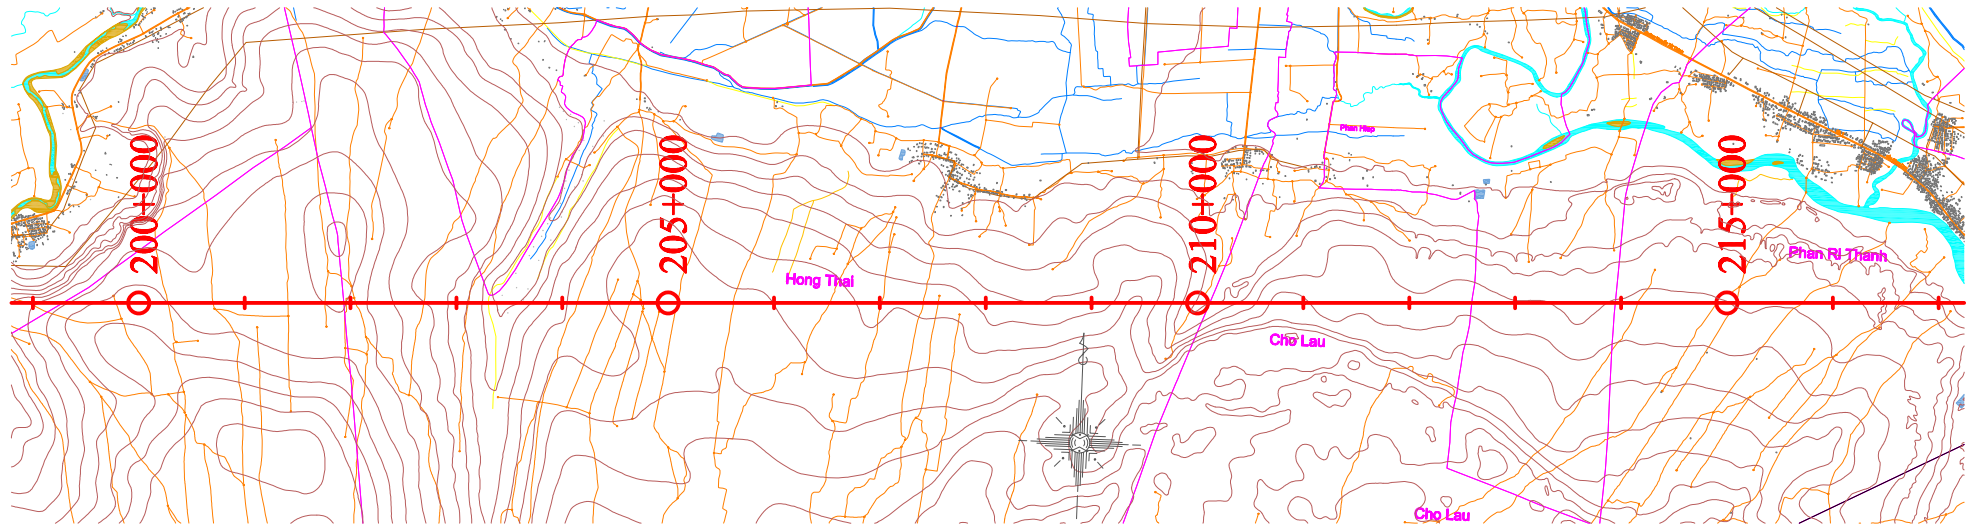 Phan Hiep
200+000
205+000
210+000
215+000
Hong Thai
Phan Ri Thanh
Cho Lau
Cho Lau